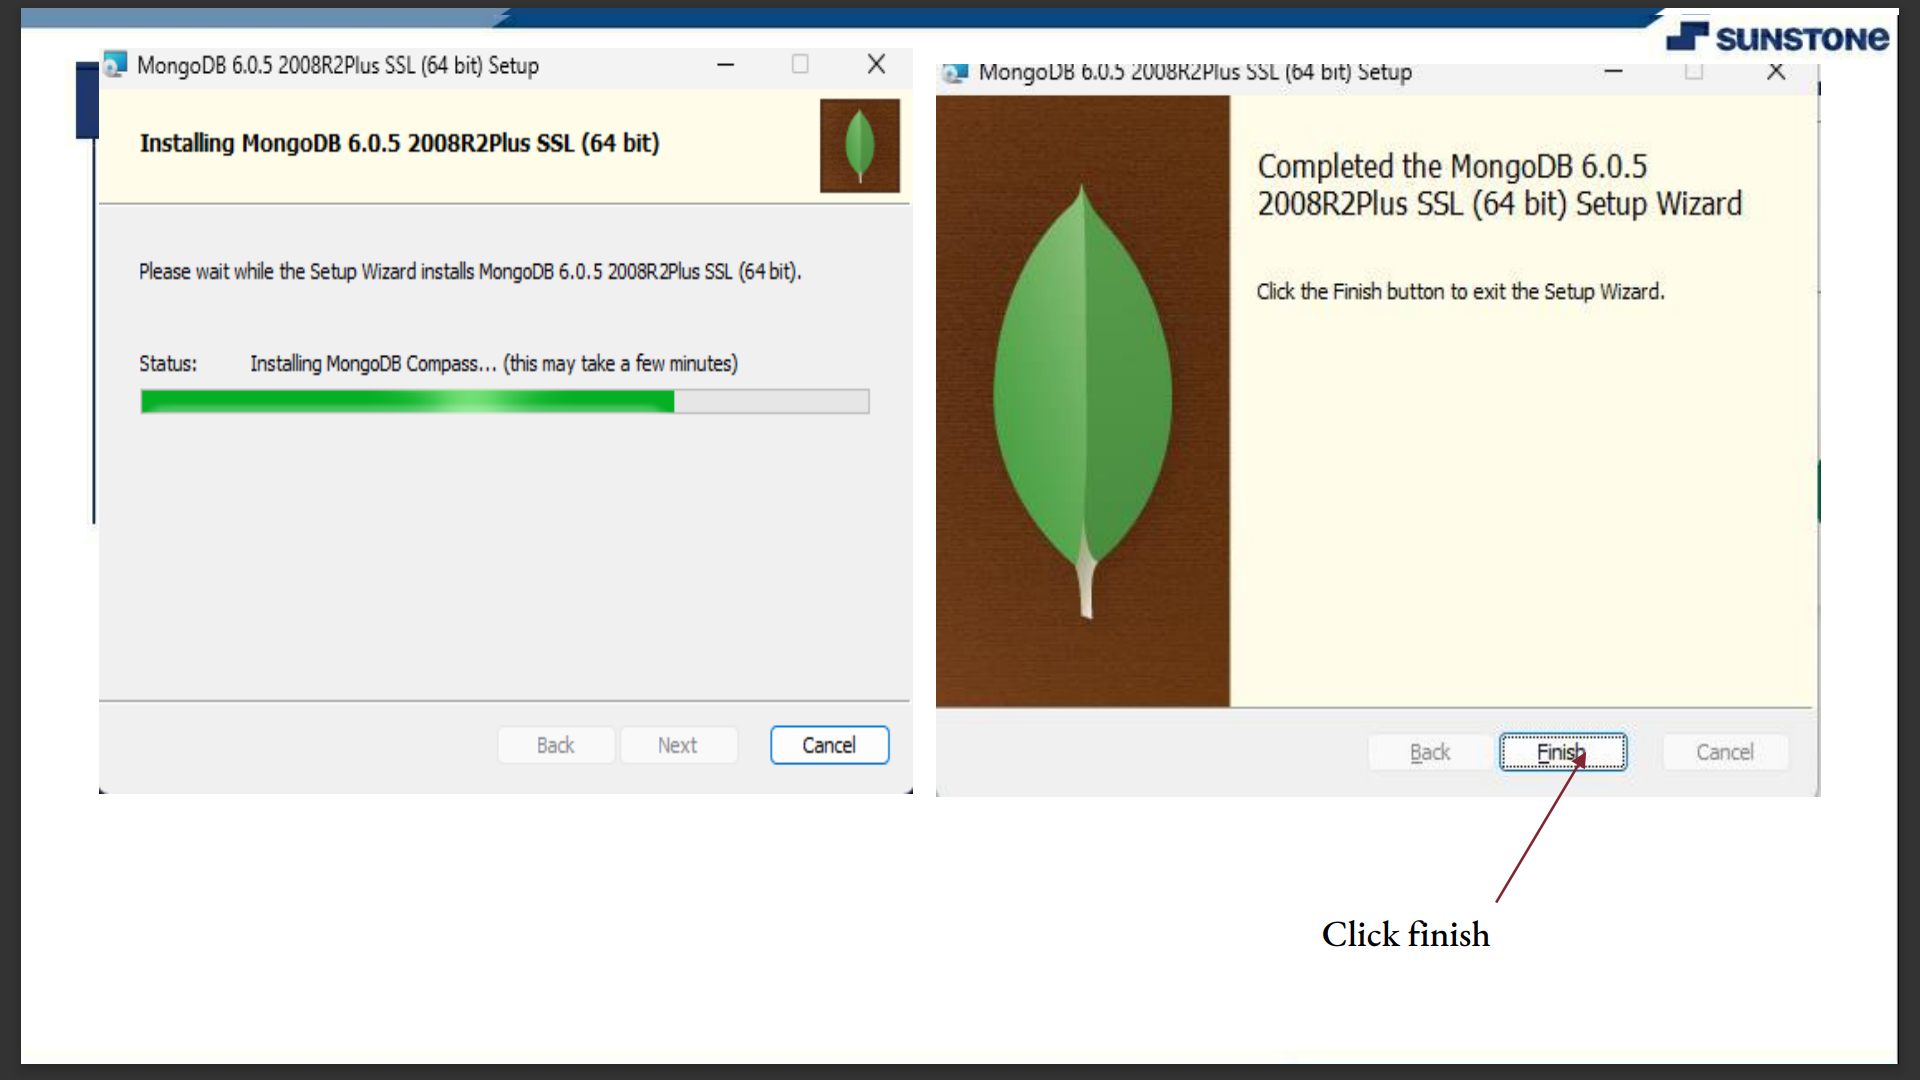 SUNSTONE
MongoDB 6.0.5 2008R2Plus SSL (64 bit) Setup
Installing MongoDB 6.0.5 2008R2Plus SSL (64 bit)
Please wait while the Setup Wizard installs MongoDB 6.0.5 2008R2Plus SSL (64 bit).
Status: Installing MongoDB Compass... (this may take a few minutes)
Back Next Cancel
MongoDB 6.0.5 2008R2Plus SSL (64 bit) Setup
Completed the MongoDB 6.0.5
2008R2Plus SSL (64 bit) Setup Wizard
Click the Finish button to exit the Setup Wizard.
Back Finish Cancel
Click finish